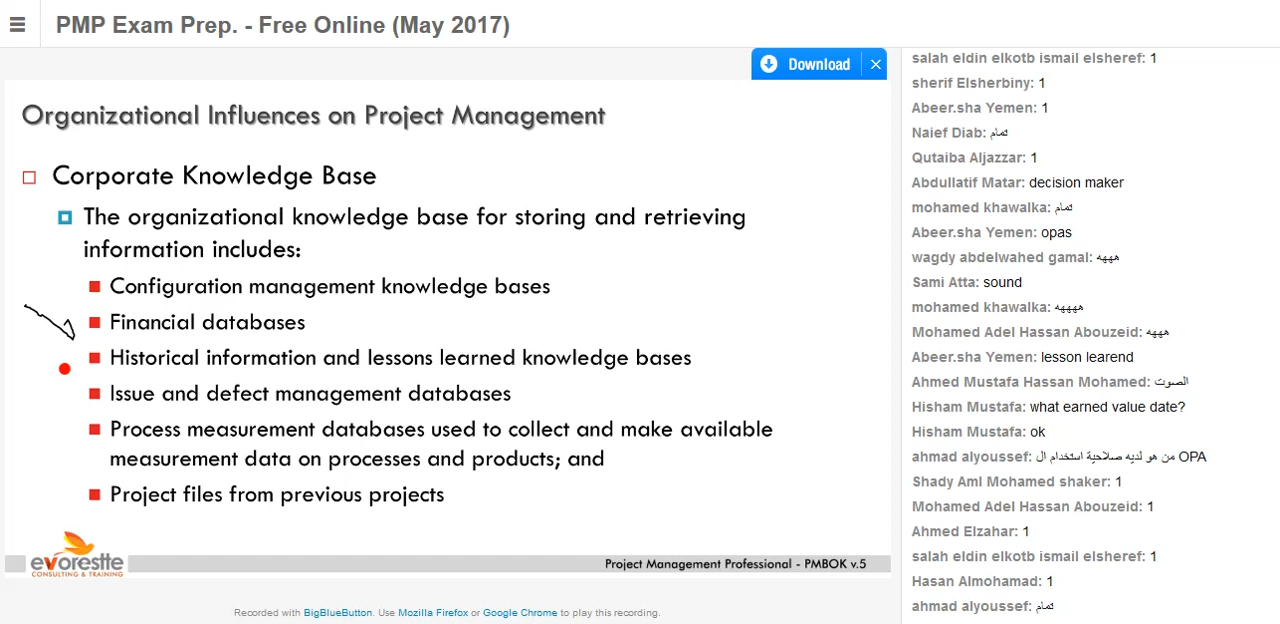 PMP Exam Prep. - Free Online (May 2017)
Download
Organizational Influences on Project Management
Corporate Knowledge Base
The organizational knowledge base for storing and retrieving
information includes:
Configuration management knowledge bases
Financial databases
Historical information and lessons learned knowledge bases
Issue and defect management databases
Process measurement databases used to collect and make available
measurement data on processes and products; and
Project files from previous projects
evorestte
CONSULTING & TRAINING
Project Management Professional - PMBOK v.5
Recorded with BigBlueButton. Use Mozilla Firefox or Google Chrome to play this recording.
salah eldin elkotb ismail elsheref: 1
sherif Elsherbiny: 1
Abeer.sha Yemen: 1
Naief Diab: تمام
Qutaiba Aljazzar: 1
Abdullatif Matar: decision maker
mohamed khawalka: تمام
Abeer.sha Yemen: opas
wagdy abdelwahed gamal: هههه
Sami Atta: sound
mohamed khawalka: ههههه
Mohamed Adel Hassan Abouzeid: هههه
Abeer.sha Yemen: lesson learend
Ahmed Mustafa Hassan Mohamed: الصوت
Hisham Mustafa: what earned value date?
Hisham Mustafa: ok
ahmad alyoussef: من هو لديه صلاحية استخدام ال OPA
Shady Aml Mohamed shaker: 1
Mohamed Adel Hassan Abouzeid: 1
Ahmed Elzahar: 1
salah eldin elkotb ismail elsheref: 1
Hasan Almohamad: 1
ahmad alyoussef: تمام